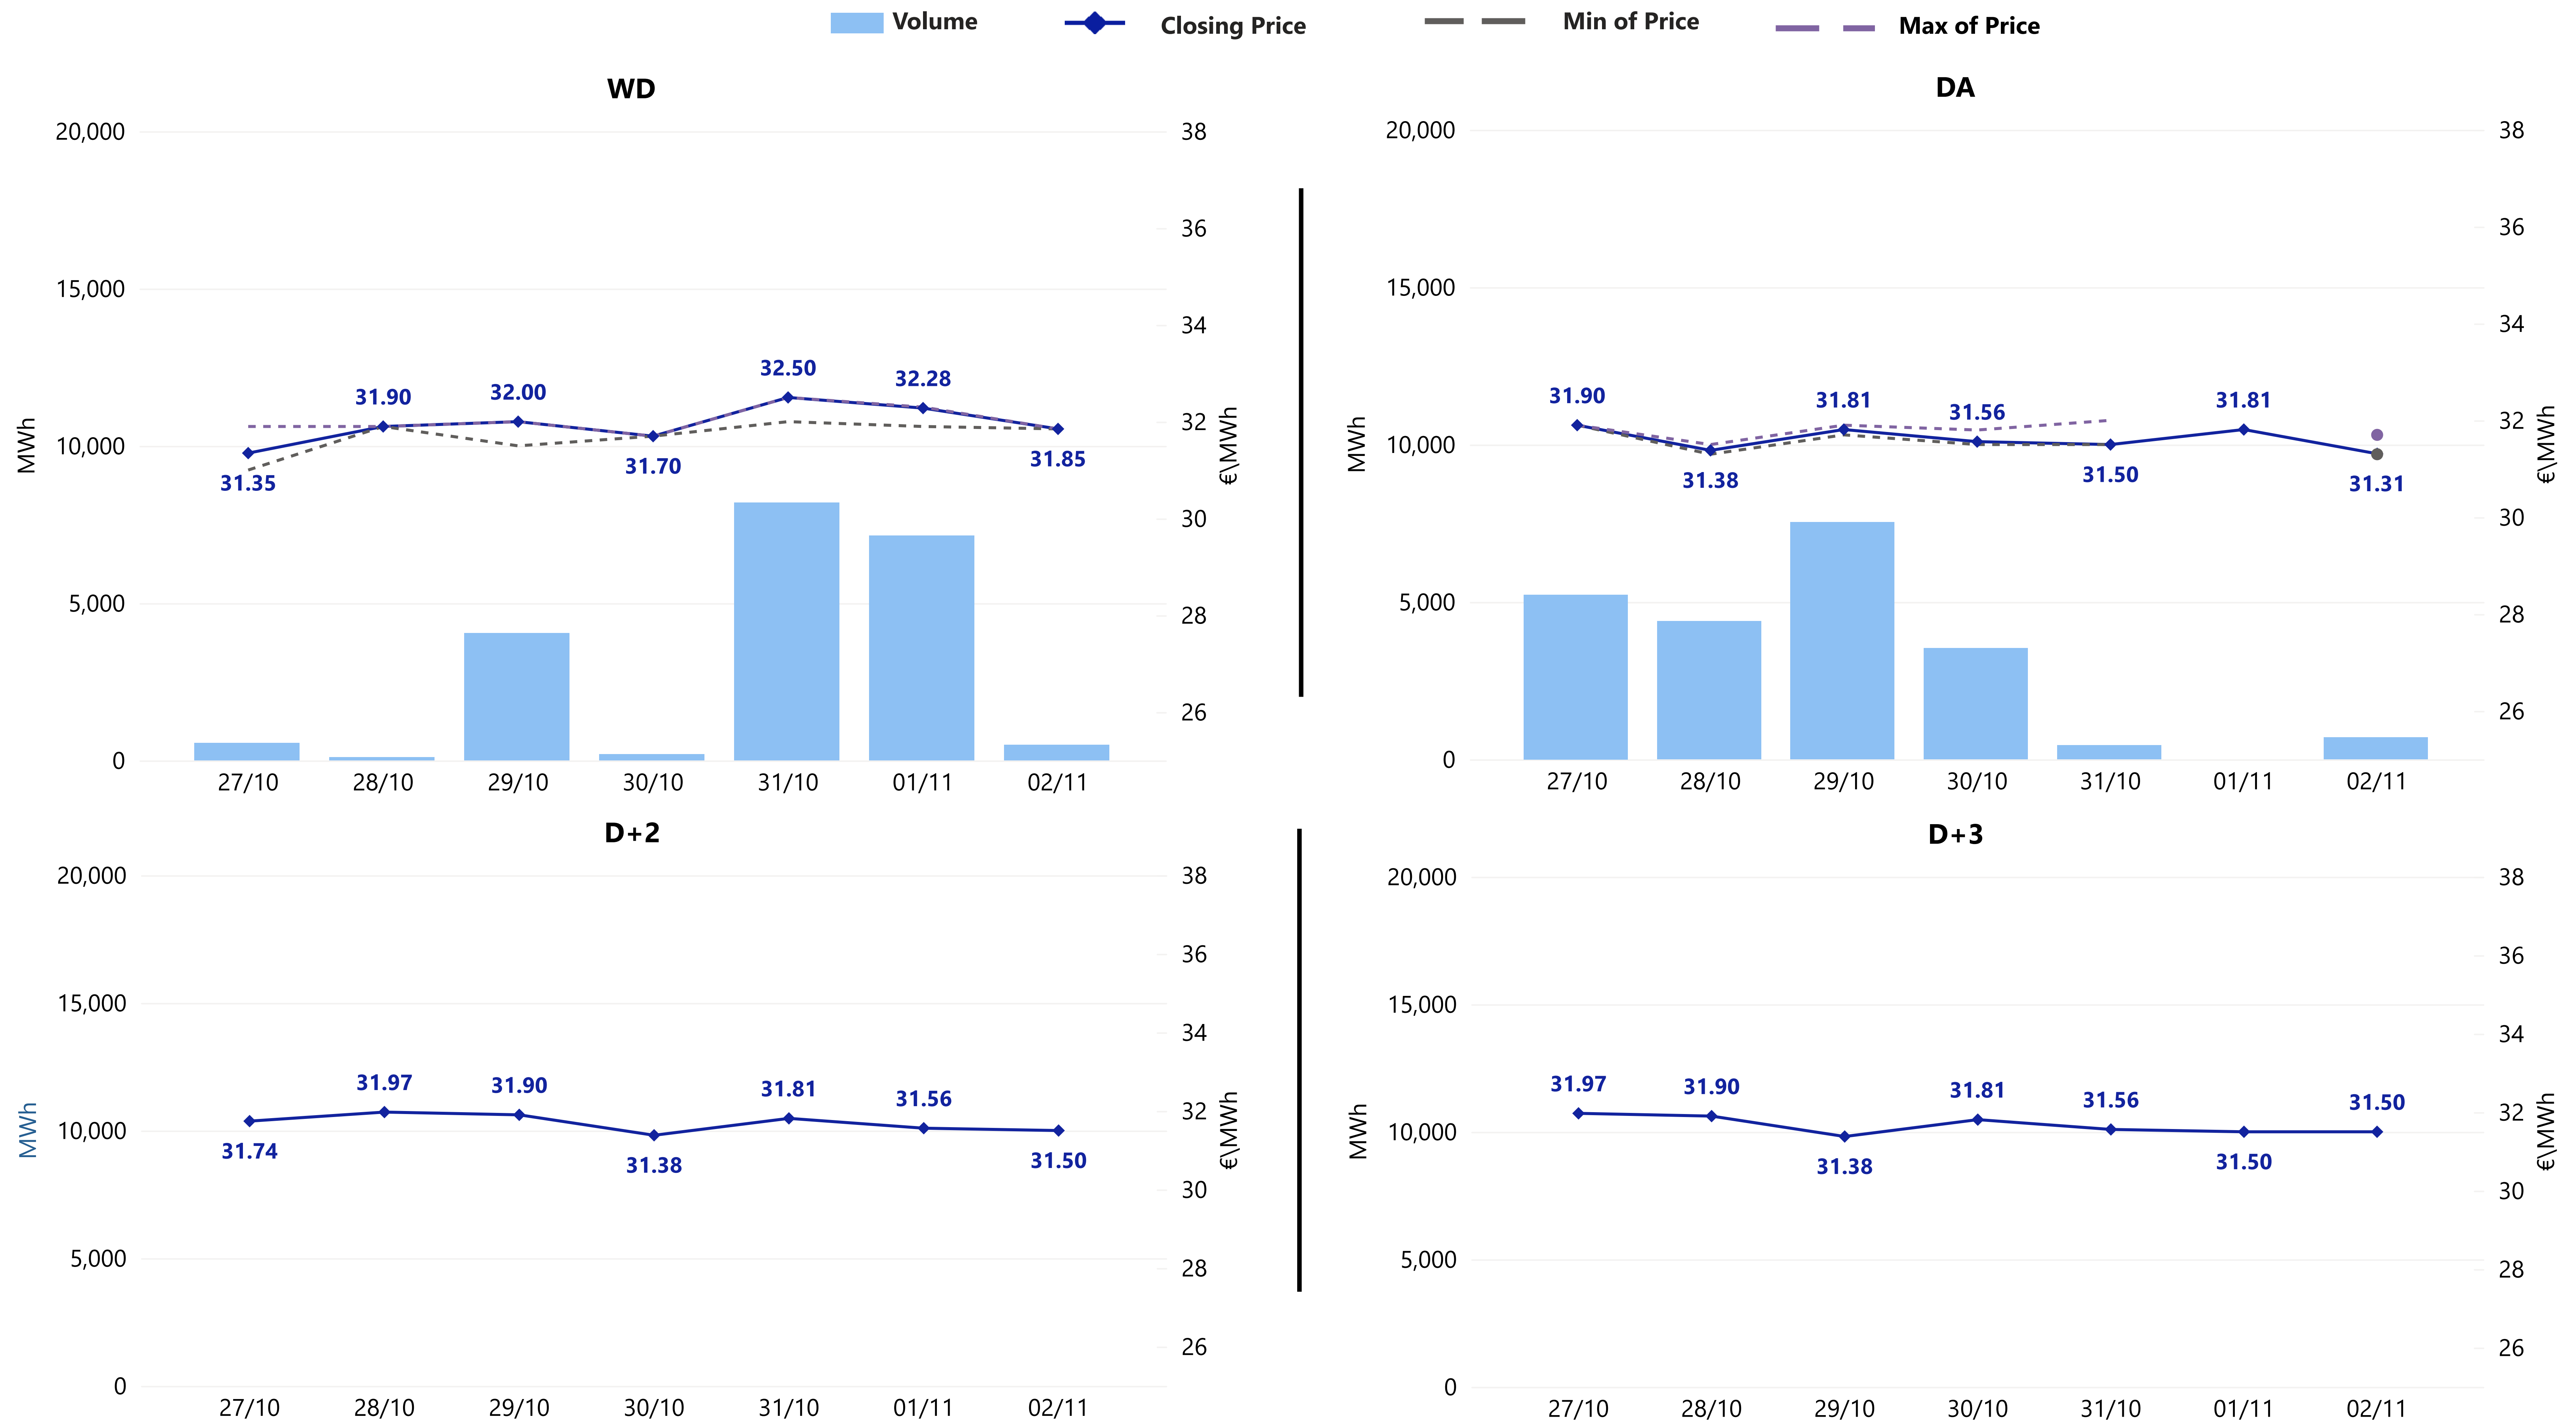 Volume Closing Price Min of Price Max of Price
WD
20,000
15,000
10,000
5,000
0
MWh
38
36
34
32
30
28
26
€\MWh
31.35 31.90 32.00 31.70 32.50 32.28 31.85
27/10 28/10 29/10 30/10 31/10 01/11 02/11
DA
20,000
15,000
10,000
5,000
0
MWh
38
36
34
32
30
28
26
€\MWh
31.90 31.38 31.81 31.56 31.50 31.81 31.31
27/10 28/10 29/10 30/10 31/10 01/11 02/11
D+2
20,000
15,000
10,000
5,000
0
MWh
38
36
34
32
30
28
26
€\MWh
31.74 31.97 31.90 31.38 31.81 31.56 31.50
27/10 28/10 29/10 30/10 31/10 01/11 02/11
D+3
20,000
15,000
10,000
5,000
0
MWh
38
36
34
32
30
28
26
€\MWh
31.97 31.90 31.38 31.81 31.56 31.50 31.50
27/10 28/10 29/10 30/10 31/10 01/11 02/11